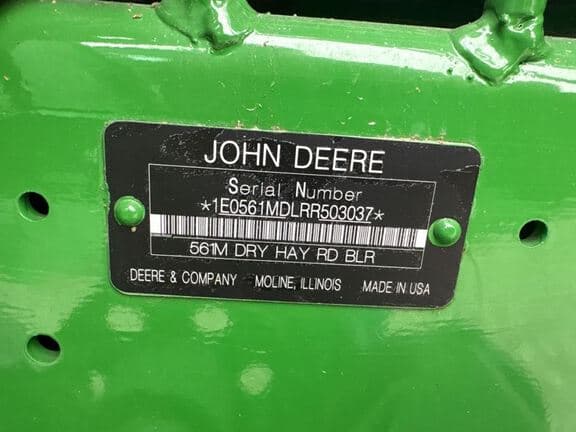 JOHN DEERE
Serial Number
*1E0561MDLRR503037*
561M DRY HAY RD BLR
DEERE & COMPANY MOLINE, ILLINOIS MADE IN USA